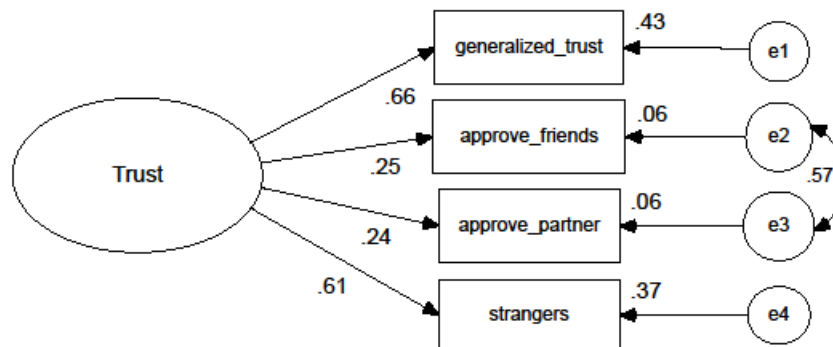 .43
generalized_trust
e1
.66
.06
approve_friends
e2
.25
Trust
.57
.06
approve_partner
e3
.24
.61
.37
strangers
e4